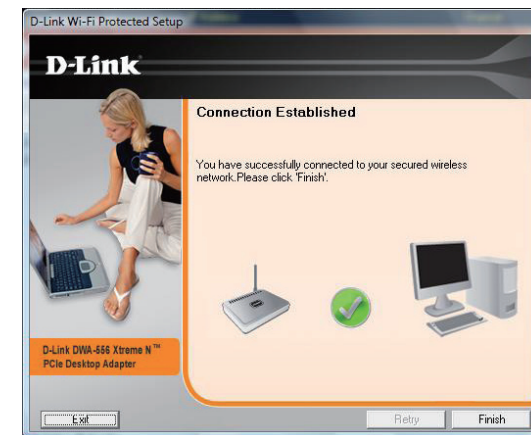 D-Link Wi-Fi Protected Setup
D-Link
Connection Established
You have successfully connected to your secured wireless
network.Please click 'Finish'.
D-Link DWA-556 Xtreme N™
PCIe Desktop Adapter
Exit
Retry
Finish